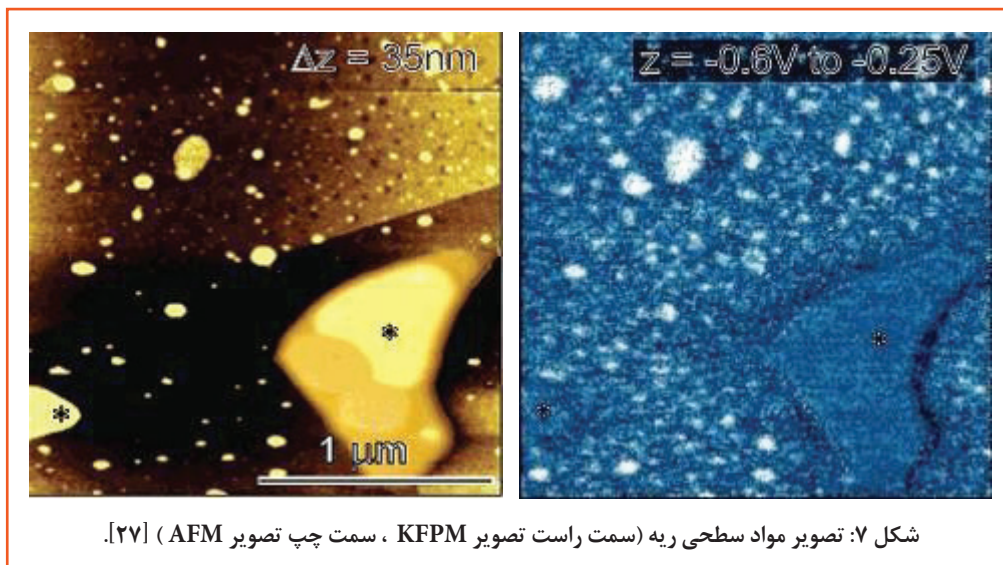 Δz = 35nm
z = -0.6V to -0.25V
*
*
*
*
1 µm
شکل ۷: تصویر مواد سطحی ریه (سمت راست تصویر KFPM ، سمت چپ تصویر AFM ) [۲۷].